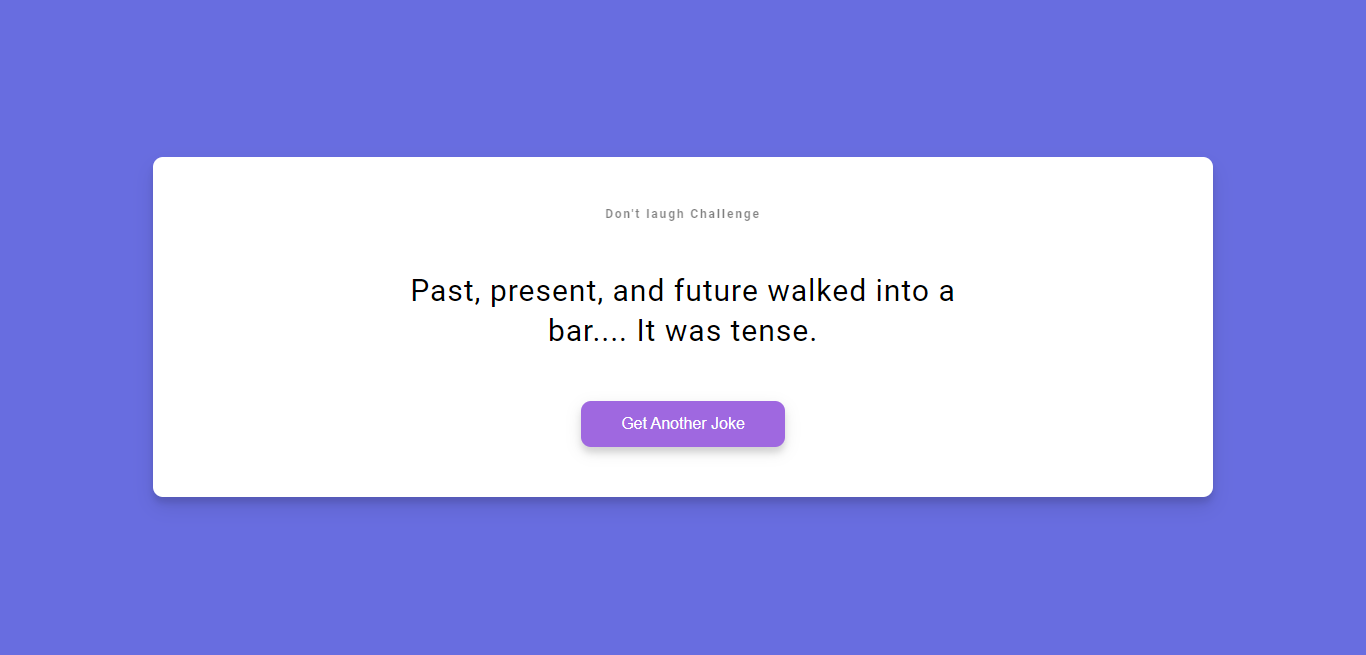 Don't laugh Challenge
Past, present, and future walked into a
bar.... It was tense.
Get Another Joke